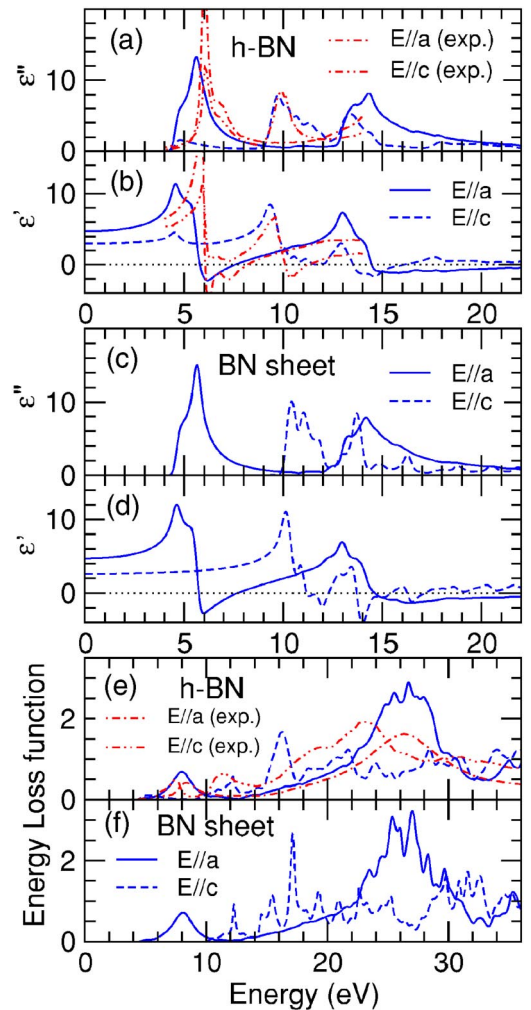 (a)
h-BN
E//a (exp.)
E//c (exp.)
ε"
10
0
(b)
E//a
E//c
ε'
10
0
0 5 10 15 20
(c)
BN sheet
E//a
E//c
ε"
10
0
(d)
ε'
10
0
0 5 10 15 20
(e)
h-BN
E//a (exp.)
E//c (exp.)
2
0
(f)
BN sheet
E//a
E//c
2
0
Energy Loss function
0 10 20 30
Energy (eV)